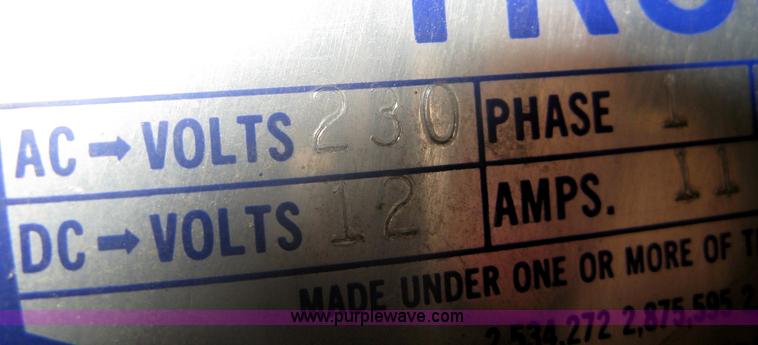 AC → VOLTS 230 PHASE 1
DC → VOLTS 12 AMPS. 11
MADE UNDER ONE OR MORE OF
www.purplewave.com
2,534,272 2,875,595